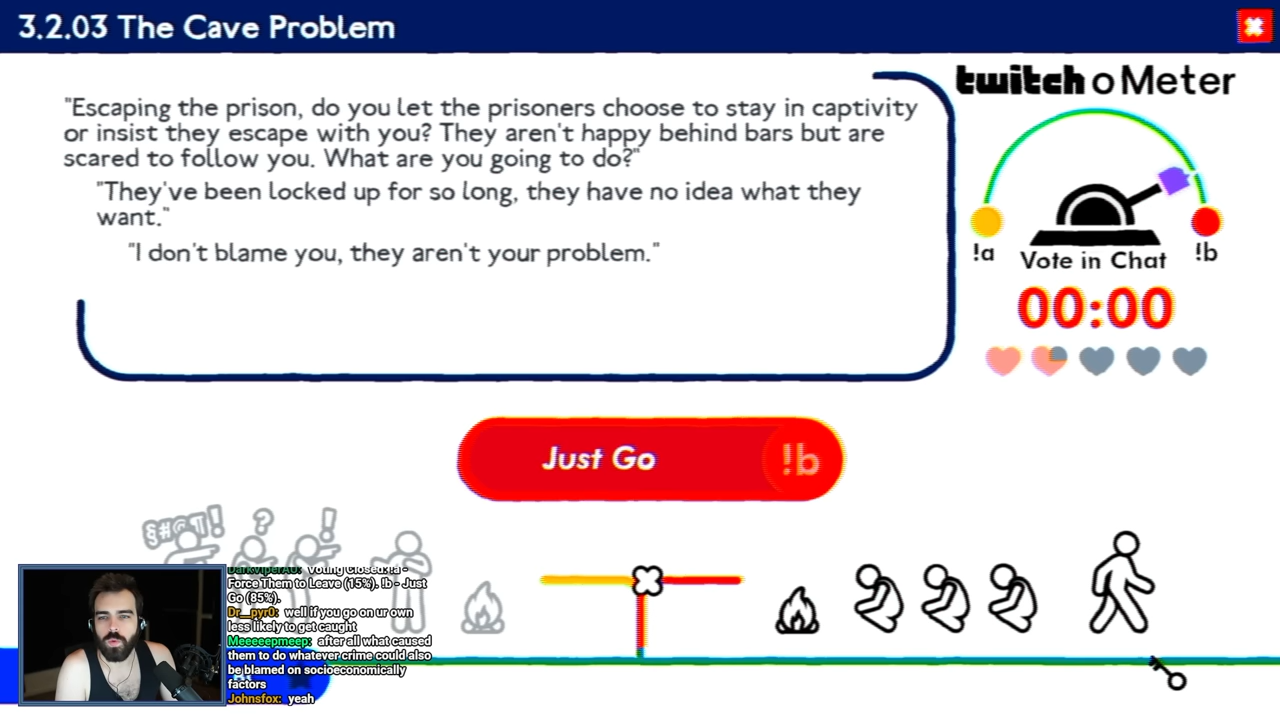 3.2.03 The Cave Problem
twitch o Meter
"Escaping the prison, do you let the prisoners choose to stay in captivity
or insist they escape with you? They aren't happy behind bars but are
scared to follow you. What are you going to do?"
"They've been locked up for so long, they have no idea what they
want."
"I don't blame you, they aren't your problem."
!a
Vote in Chat
!b
00:00
Just Go
!b
§#@¶!
?
!
DarkViperAU: Voting Closed! !a -
Force Them to Leave (15%). !b - Just
Go (85%).
Dr__pyr0: well if you go on ur own
less likely to get caught
Meeeeepmeep: after all what caused
them to do whatever crime could also
be blamed on socioeconomically
factors
Johnsfox: yeah